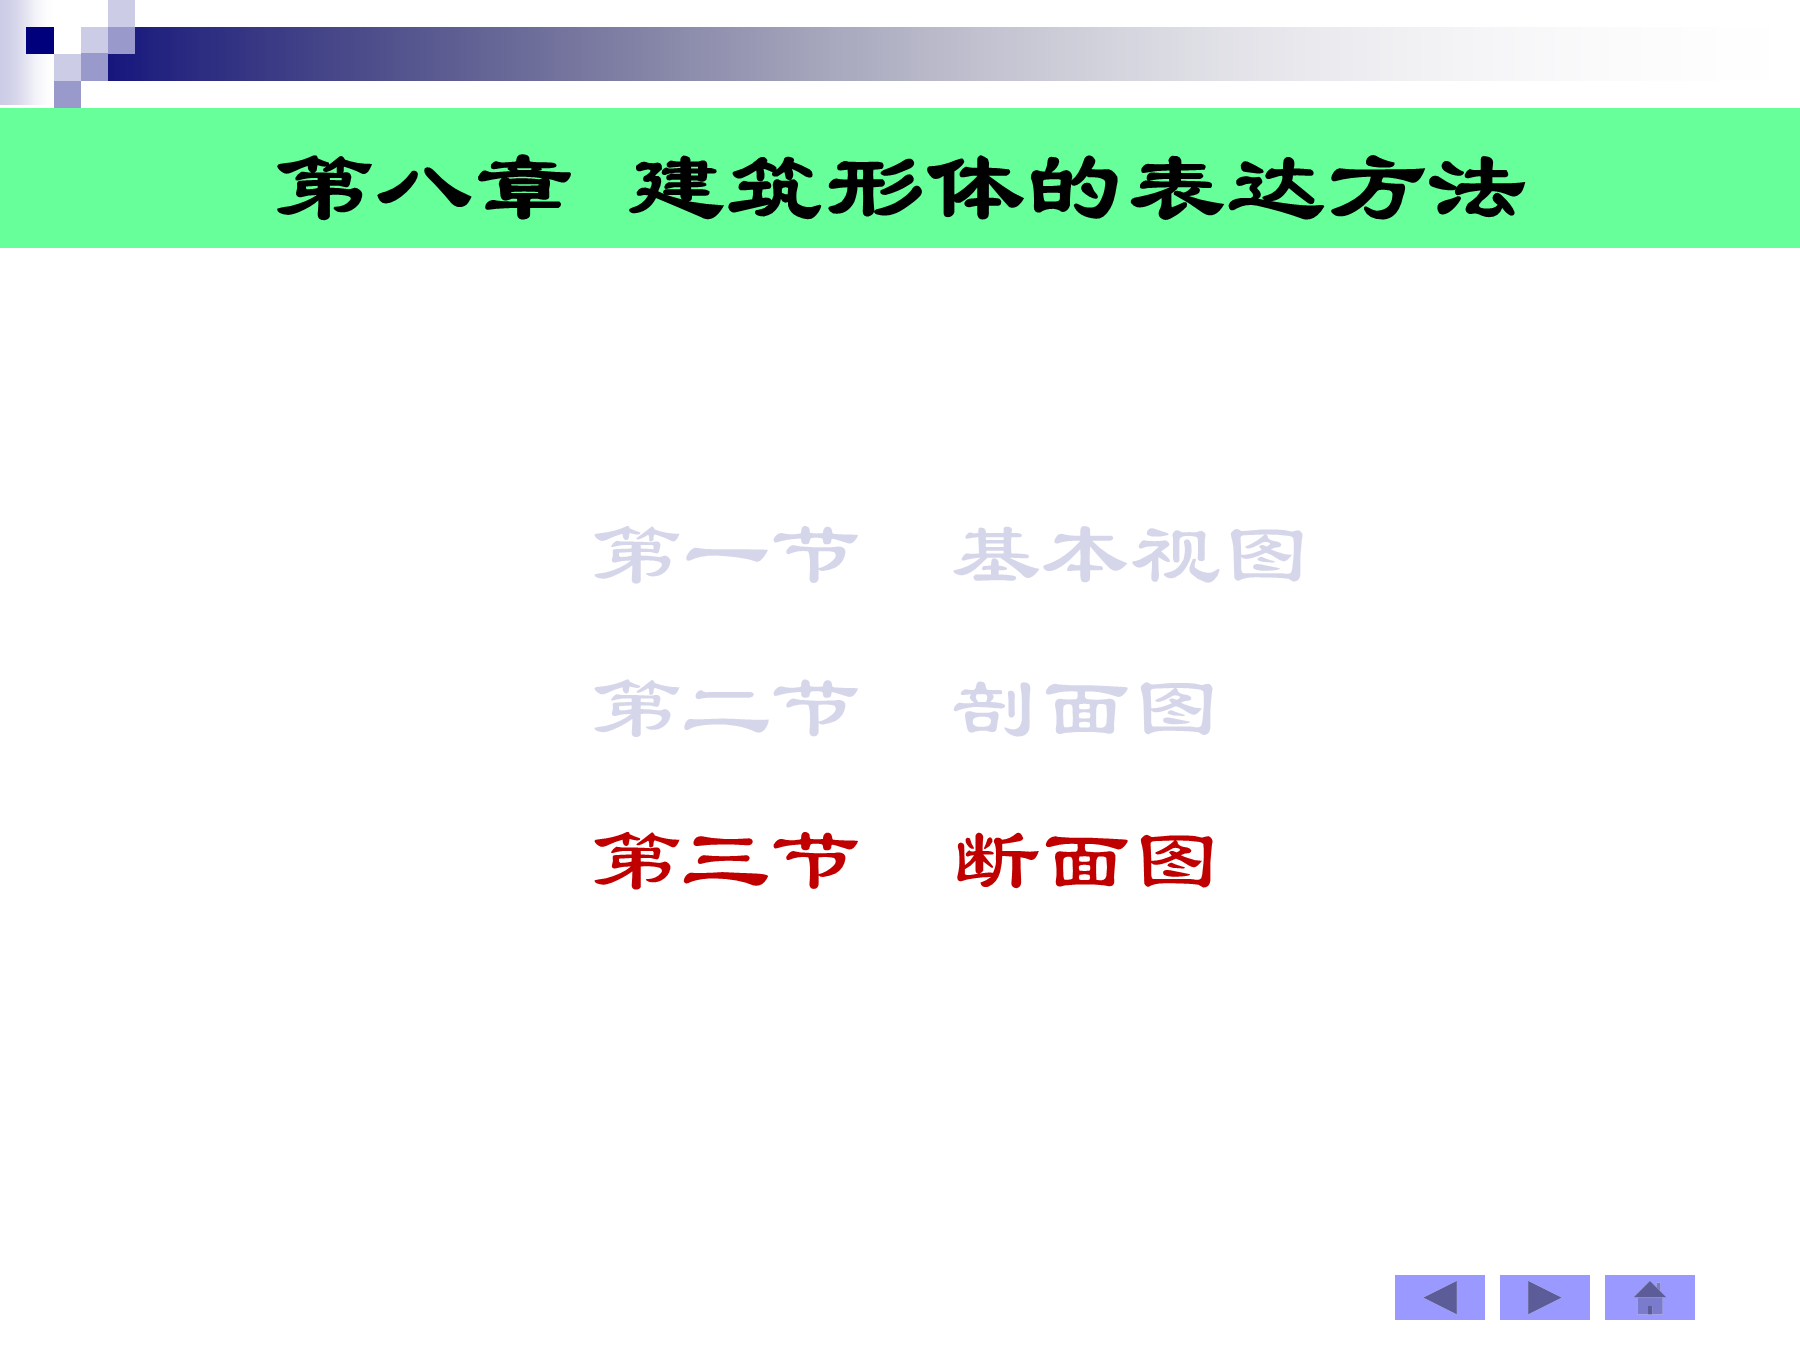 第八章 建筑形体的表达方法
第一节 基本视图
第二节 剖面图
第三节 断面图